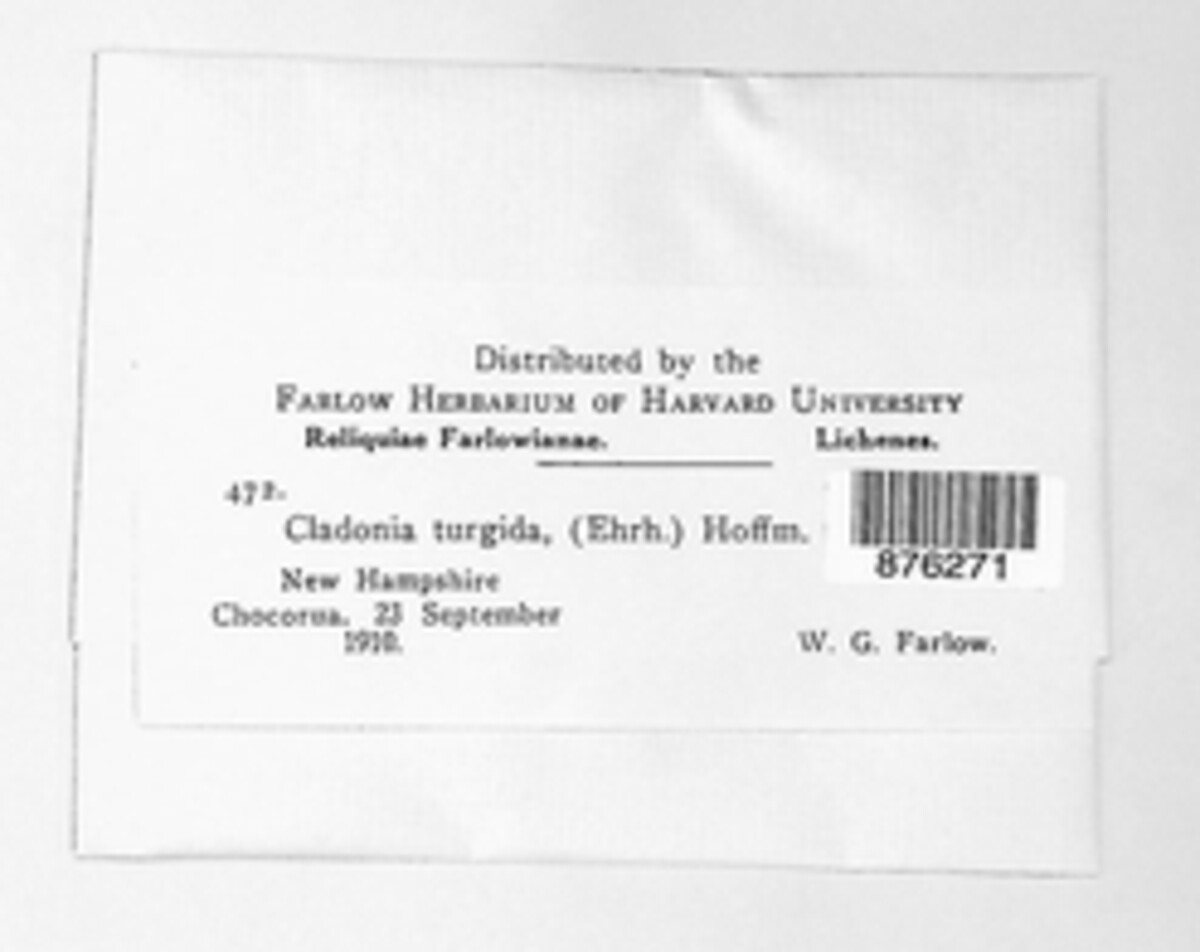 Distributed by the
FARLOW HERBARIUM OF HARVARD UNIVERSITY
Reliquiae Farlowianae. Lichenes.
472.
Cladonia turgida, (Ehrh.) Hoffm.
876271
New Hampshire
Chocorua. 23 September
1910.
W. G. Farlow.